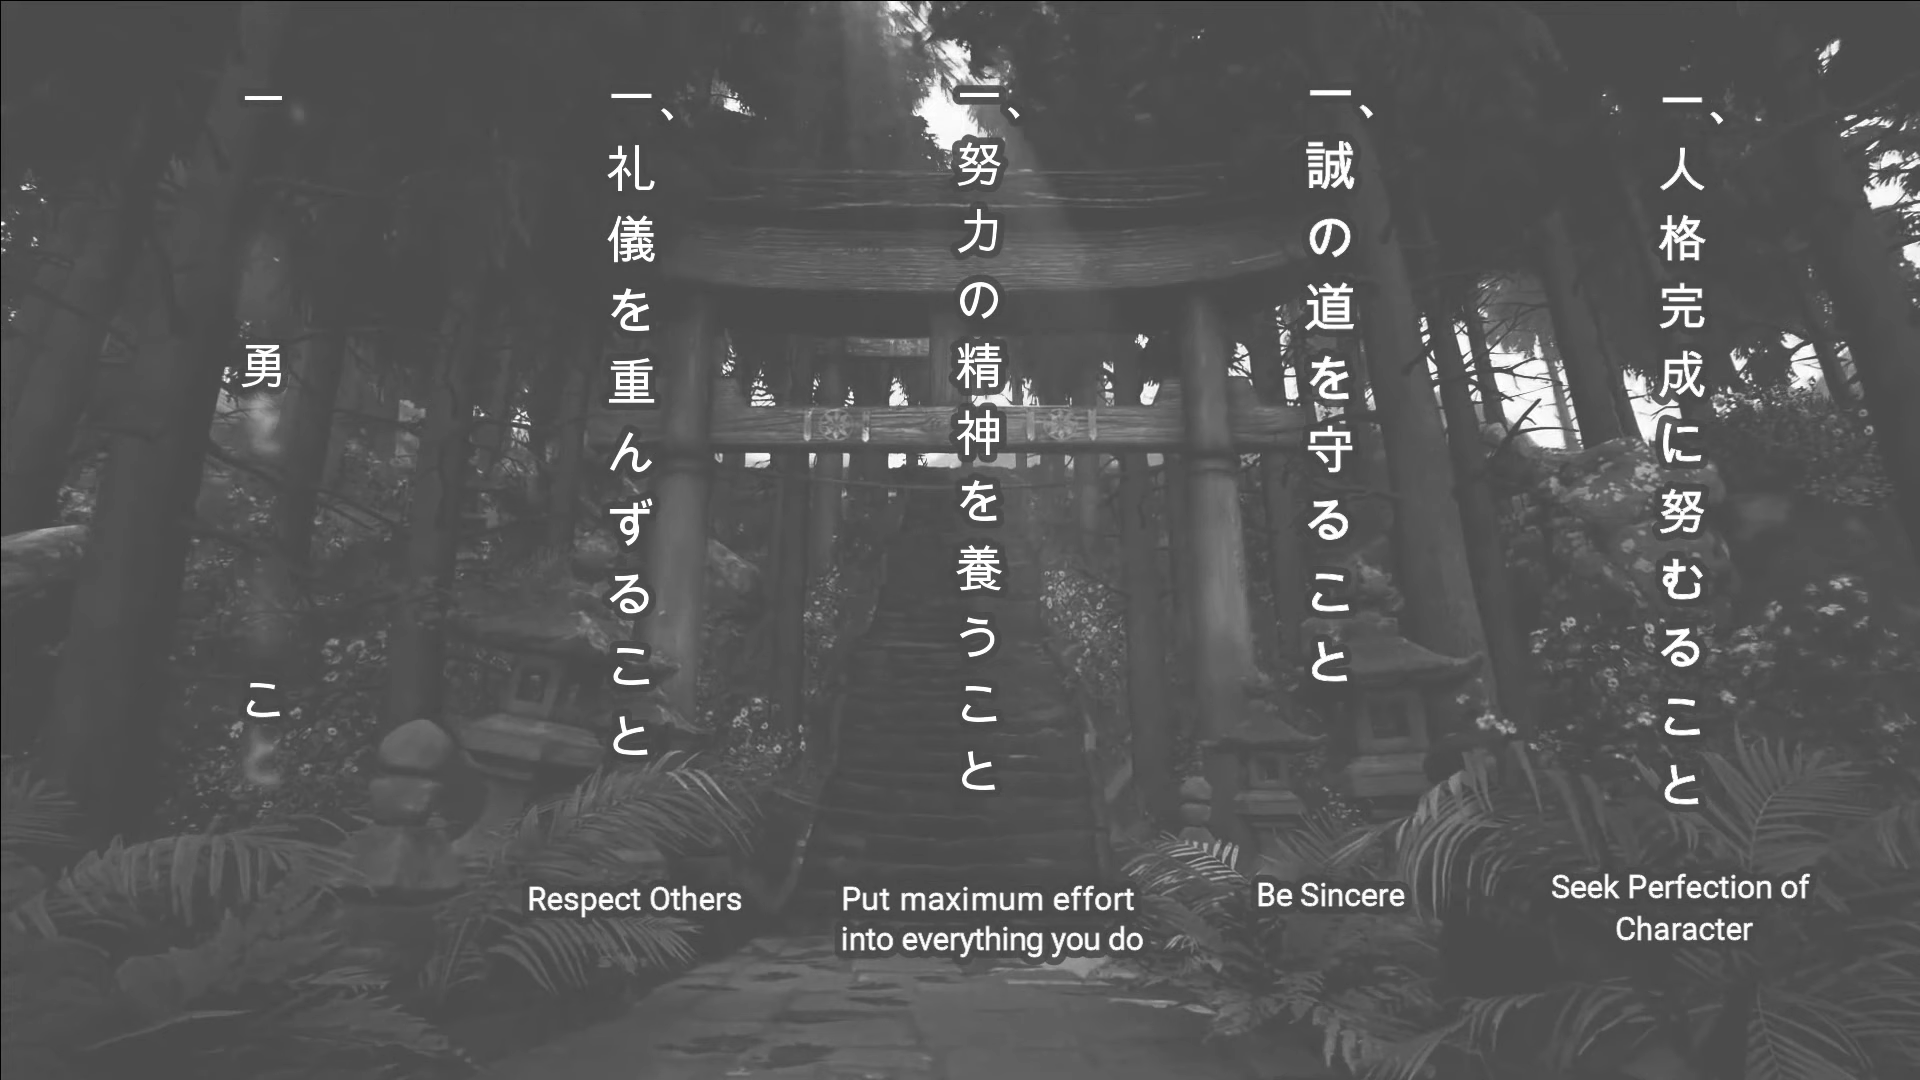 一、人格完成に努むること
一、誠の道を守ること
一、努力の精神を養うこと
一、礼儀を重んずること
一
勇
こ
Seek Perfection of
Character
Be Sincere
Put maximum effort
into everything you do
Respect Others